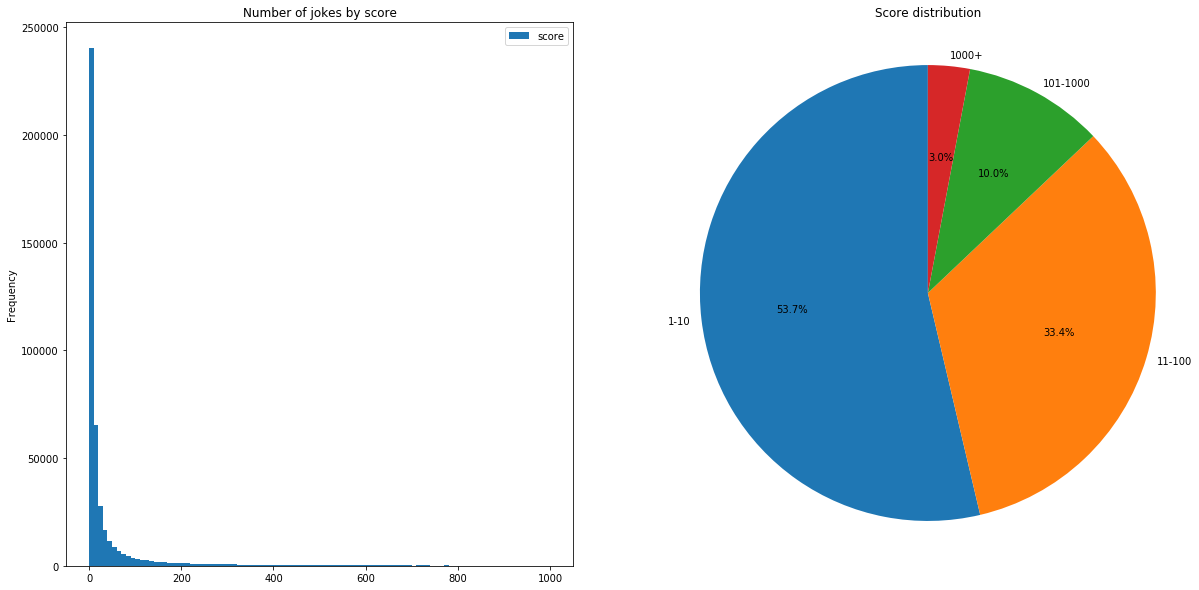 Number of jokes by score
score
250000
200000
150000
100000
50000
0
Frequency
0 200 400 600 800 1000
Score distribution
1000+
101-1000
3.0%
10.0%
53.7%
1-10
33.4%
11-100